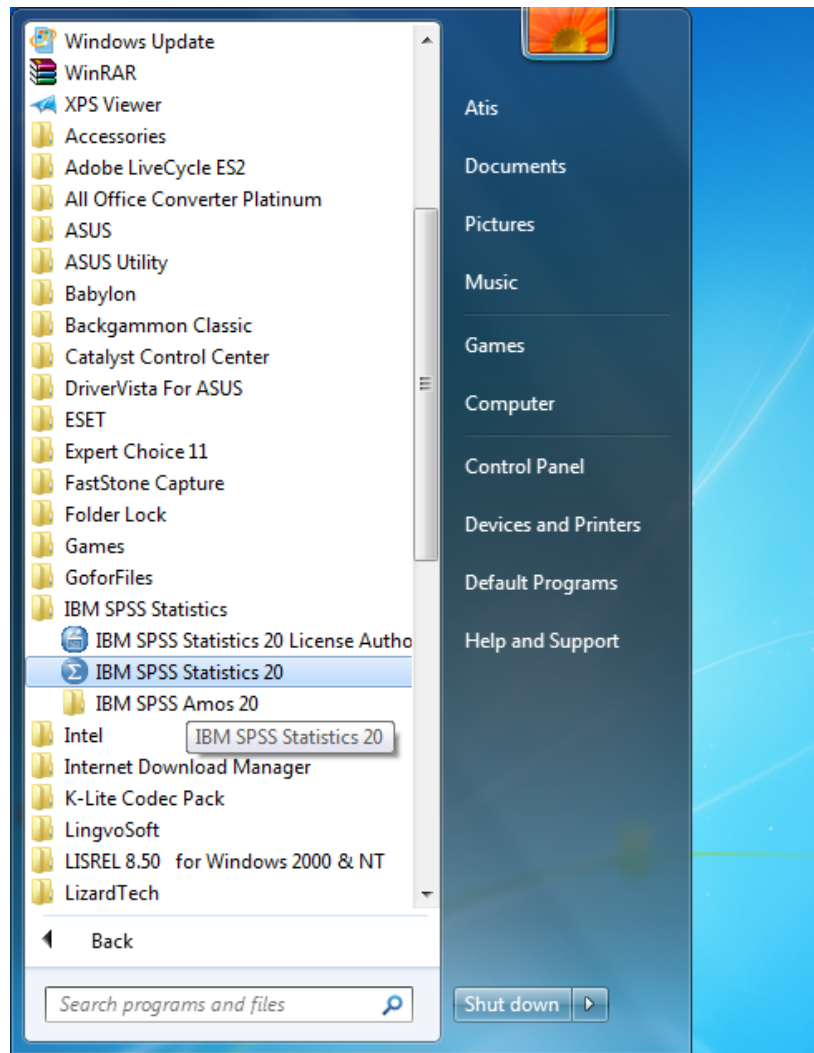 Windows Update
WinRAR
XPS Viewer
Accessories
Adobe LiveCycle ES2
All Office Converter Platinum
ASUS
ASUS Utility
Babylon
Backgammon Classic
Catalyst Control Center
DriverVista For ASUS
ESET
Expert Choice 11
FastStone Capture
Folder Lock
Games
GoforFiles
IBM SPSS Statistics
IBM SPSS Statistics 20 License Autho
IBM SPSS Statistics 20
IBM SPSS Amos 20
Intel
IBM SPSS Statistics 20
Internet Download Manager
K-Lite Codec Pack
LingvoSoft
LISREL 8.50 for Windows 2000 & NT
LizardTech
Back
Search programs and files
Atis
Documents
Pictures
Music
Games
Computer
Control Panel
Devices and Printers
Default Programs
Help and Support
Shut down